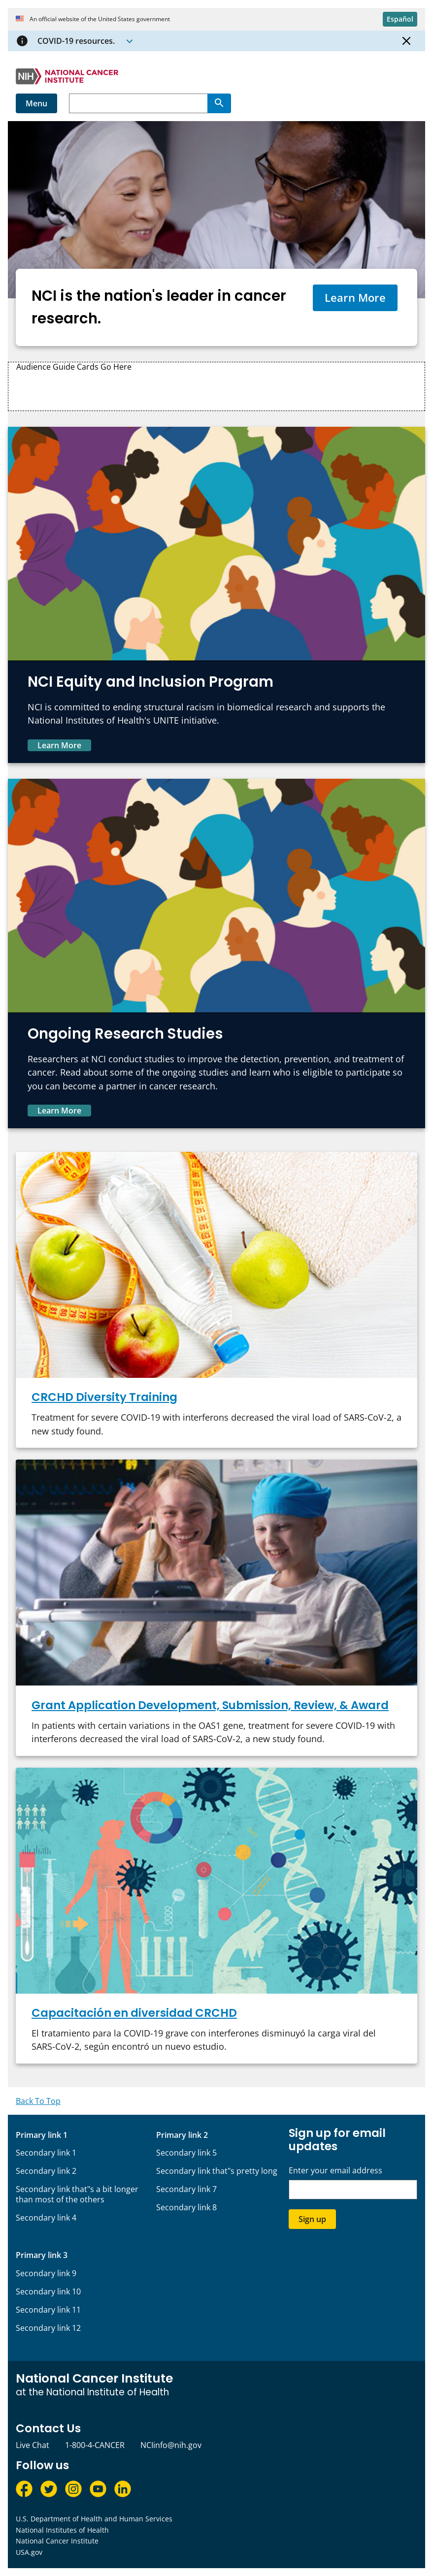 An official website of the United States government
Español
COVID-19 resources.
NIH NATIONAL CANCER
INSTITUTE
Menu
NCI is the nation's leader in cancer
research.
Learn More
Audience Guide Cards Go Here
NCI Equity and Inclusion Program
NCI is committed to ending structural racism in biomedical research and supports the
National Institutes of Health's UNITE initiative.
Learn More
Ongoing Research Studies
Researchers at NCI conduct studies to improve the detection, prevention, and treatment of
cancer. Read about some of the ongoing studies and learn who is eligible to participate so
you can become a partner in cancer research.
Learn More
CRCHD Diversity Training
Treatment for severe COVID-19 with interferons decreased the viral load of SARS-CoV-2, a
new study found.
Grant Application Development, Submission, Review, & Award
In patients with certain variations in the OAS1 gene, treatment for severe COVID-19 with
interferons decreased the viral load of SARS-CoV-2, a new study found.
Capacitación en diversidad CRCHD
El tratamiento para la COVID-19 grave con interferones disminuyó la carga viral del
SARS-CoV-2, según encontró un nuevo estudio.
Back To Top
Primary link 1
Secondary link 1
Secondary link 2
Secondary link that"s a bit longer
than most of the others
Secondary link 4
Primary link 2
Secondary link 5
Secondary link that"s pretty long
Secondary link 7
Secondary link 8
Primary link 3
Secondary link 9
Secondary link 10
Secondary link 11
Secondary link 12
Sign up for email
updates
Enter your email address
Sign up
National Cancer Institute
at the National Institute of Health
Contact Us
Live Chat
1-800-4-CANCER
NCIinfo@nih.gov
Follow us
U.S. Department of Health and Human Services
National Institutes of Health
National Cancer Institute
USA.gov